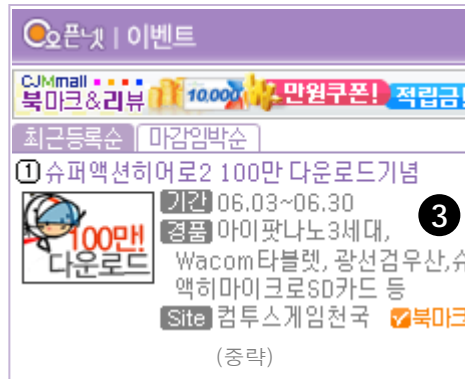 오픈넷 | 이벤트
CJMmall
북마크&리뷰 10,000 만원쿠폰! 적립금
최근등록순 마감임박순
① 슈퍼액션히어로2 100만 다운로드기념
100만!
다운로드
기간 06.03~06.30
3
경품 아이팟나노3세대,
Wacom타블렛, 광선검우산,슈
액히마이크로SD카드 등
Site 컴투스게임천국 북마크
(중략)